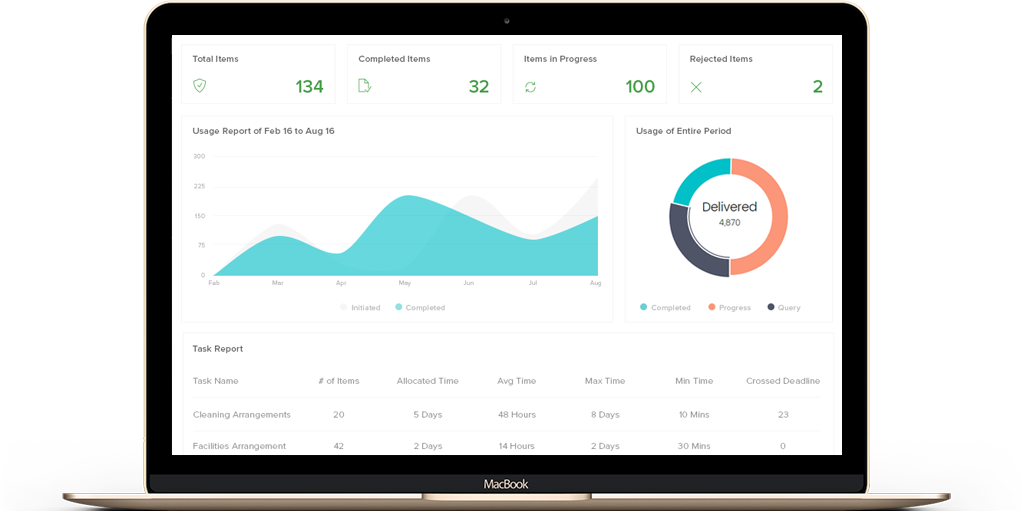 Total Items
134
Completed Items
32
Items in Progress
100
Rejected Items
2
Usage Report of Feb 16 to Aug 16
300
225
150
75
0
Feb Mar Apr May Jun Jul Aug
Initiated Completed
Usage of Entire Period
Delivered
4,870
Completed Progress Query
Task Report
Task Name # of Items Allocated Time Avg Time Max Time Min Time Crossed Deadline
Cleaning Arrangements 20 5 Days 48 Hours 8 Days 10 Mins 23
Facilities Arrangement 42 2 Days 14 Hours 2 Days 30 Mins 0
MacBook